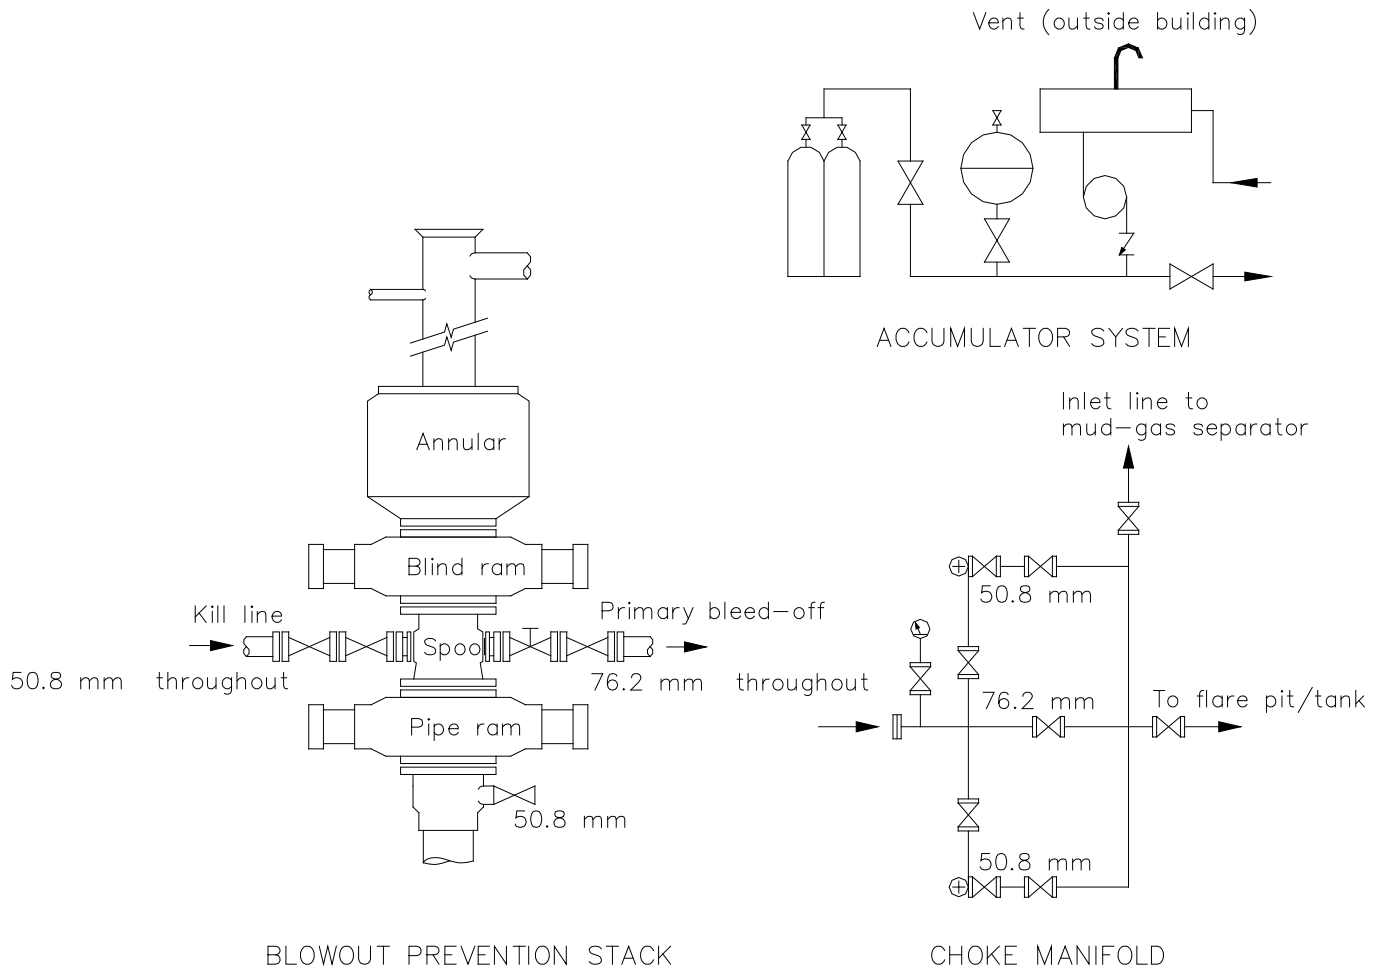 Vent (outside building)
ACCUMULATOR SYSTEM
Annular
Blind ram
Kill line
Primary bleed-off
Spoo
50.8 mm throughout
76.2 mm throughout
Pipe ram
50.8 mm
BLOWOUT PREVENTION STACK
Inlet line to
mud-gas separator
50.8 mm
76.2 mm
To flare pit/tank
50.8 mm
CHOKE MANIFOLD